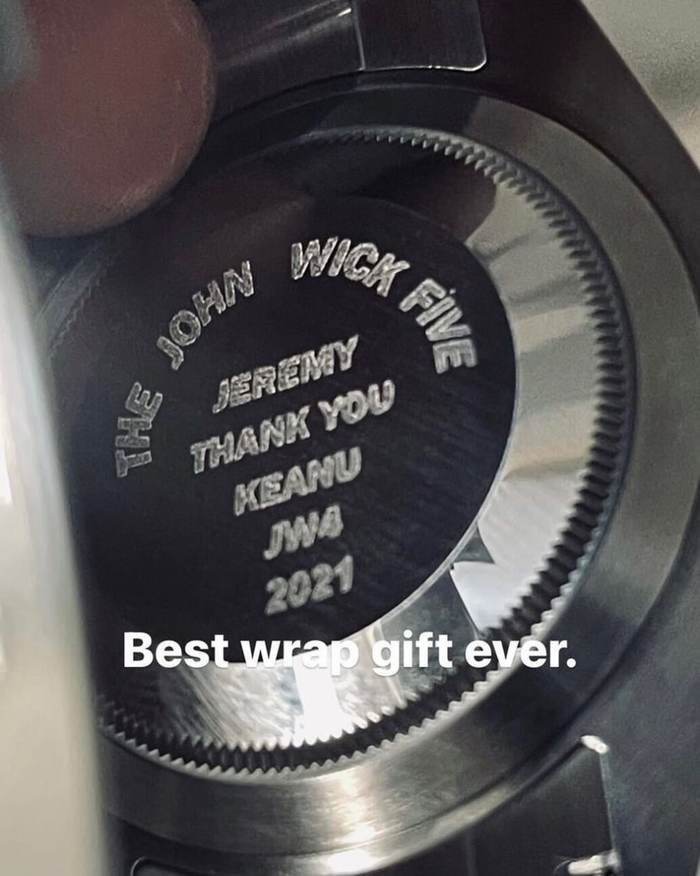 THE JOHN WICK FIVE
JEREMY
THANK YOU
KEANU
JW4
2021
Best wrap gift ever.